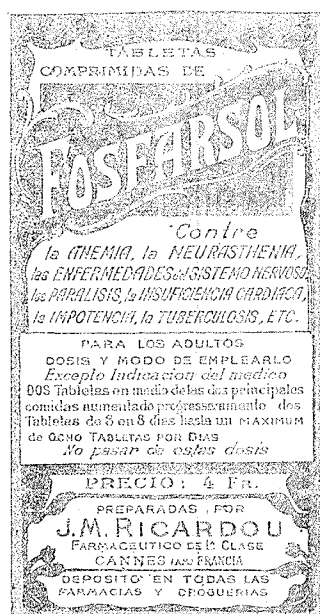 TABLETAS
COMPRIMIDAS DE
FOSFARSOL
Contre
la ANEMIA, la NEURASTHENIA,
las ENFERMEDADES del SISTEMO NERVOSO
las PARALISIS, la INSUFICIENCIA CARDIACA,
la IMPOTENCIA, la TUBERCULOSIS, ETC.
PARA LOS ADULTOS
DOSIS Y MODO DE EMPLEARLO
Excepto Indicacion del medico
DOS Tabletas en medio de las dos principales
comidas aumentado progressermente dos
Tabletas de 8 en 8 dias hasta un MAXIMUM
de OCHO TABLETAS POR DIAS
No pasar de estas dosis
PRECIO: 4 FR.
PREPARADAS POR
J.M. RICARDOU
FARMACEUTICO DE 1a CLASE
CANNES FRANCIA
DEPOSITO EN TODAS LAS
FARMACIAS Y DROGUERIAS